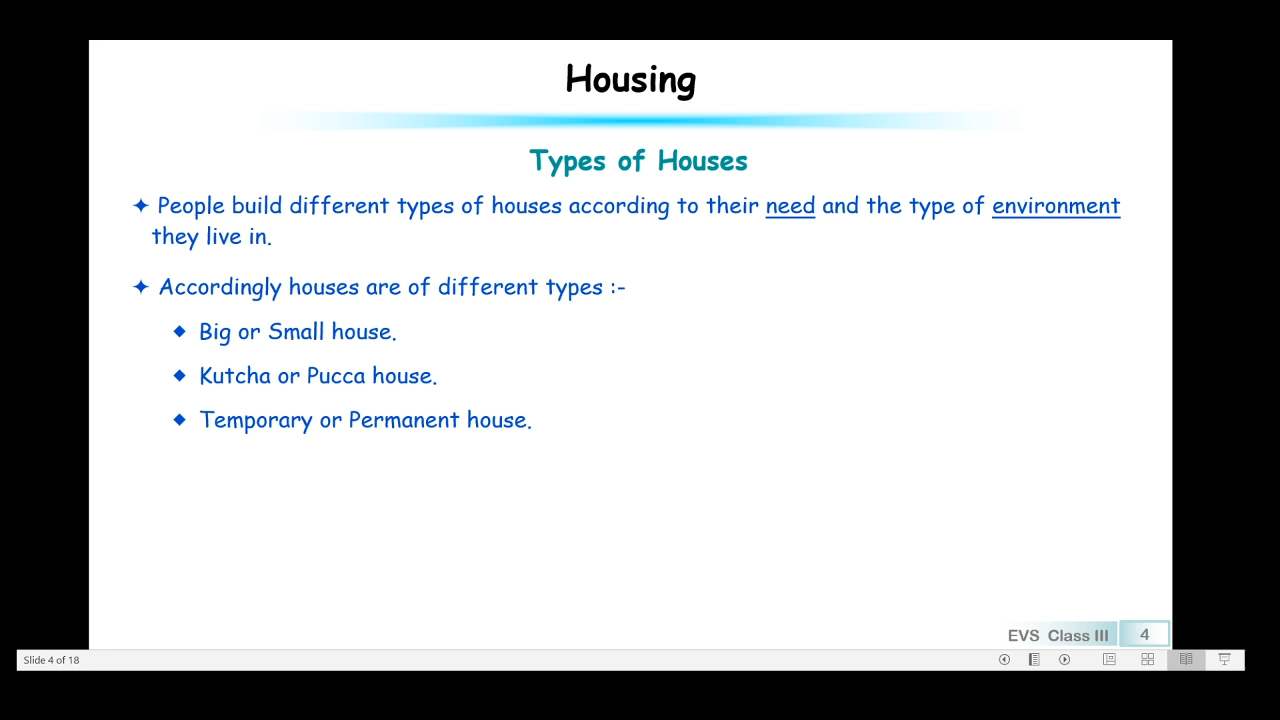 Housing
Types of Houses
✦ People build different types of houses according to their need and the type of environment
they live in.
✦ Accordingly houses are of different types :-
◆ Big or Small house.
◆ Kutcha or Pucca house.
◆ Temporary or Permanent house.
EVS Class III 4
Slide 4 of 18